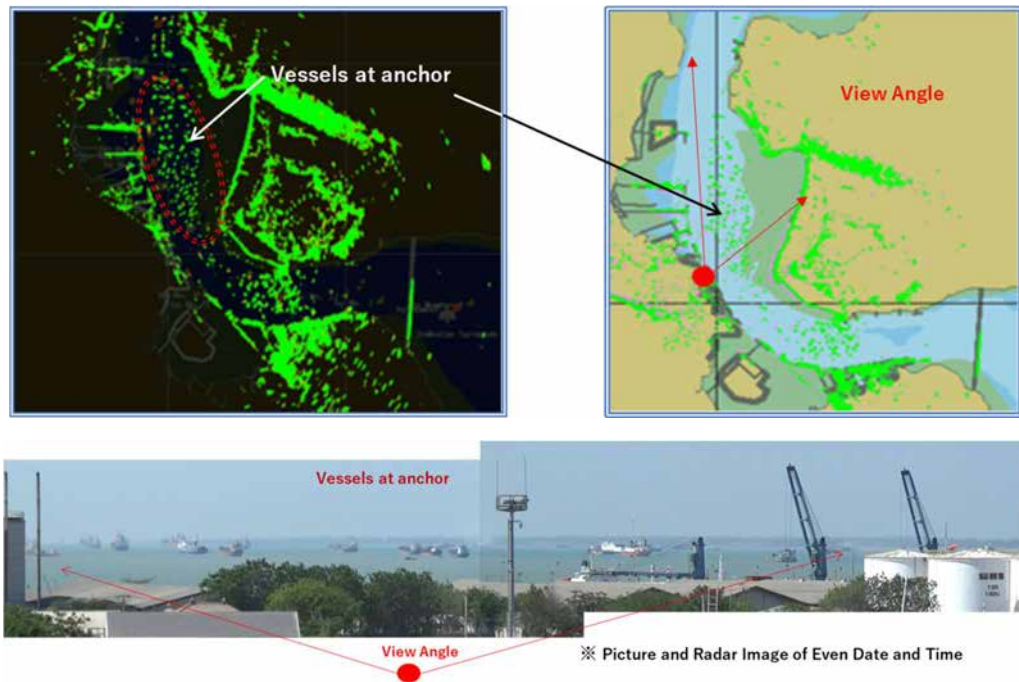 Vessels at anchor
View Angle
Vessels at anchor
View Angle
※ Picture and Radar Image of Even Date and Time